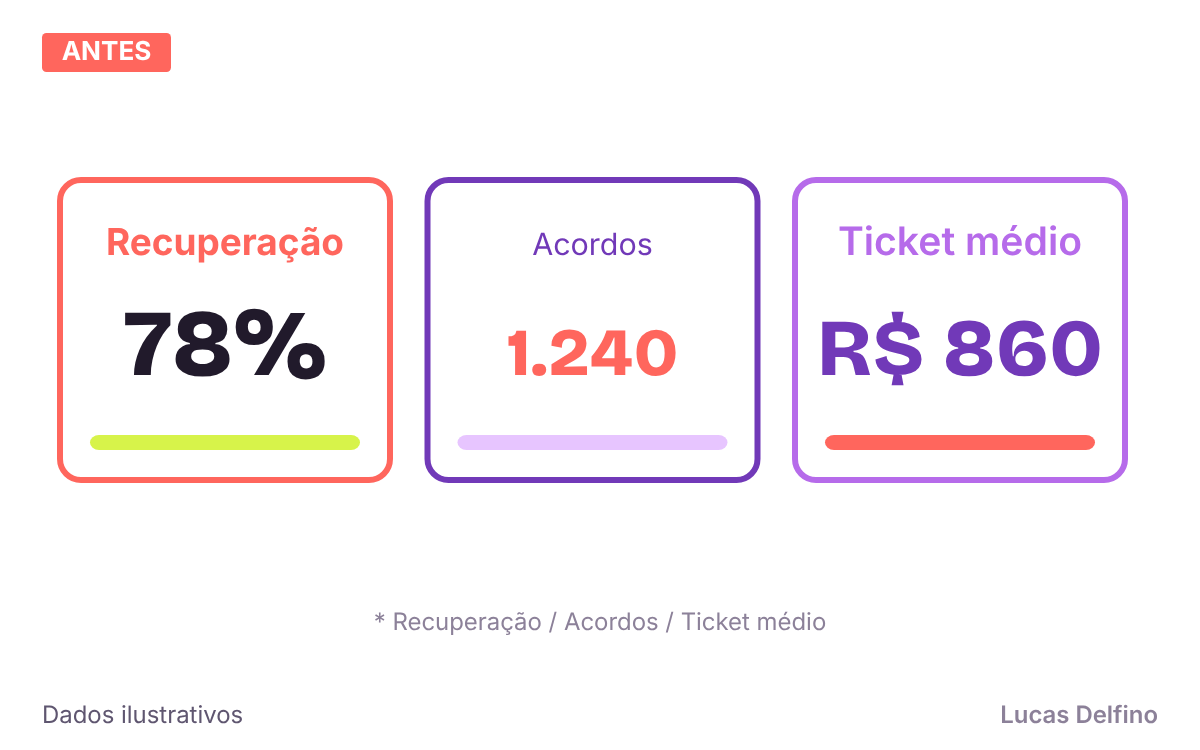 ANTES
Recuperação
78%
Acordos
1.240
Ticket médio
R$ 860
* Recuperação / Acordos / Ticket médio
Dados ilustrativos
Lucas Delfino